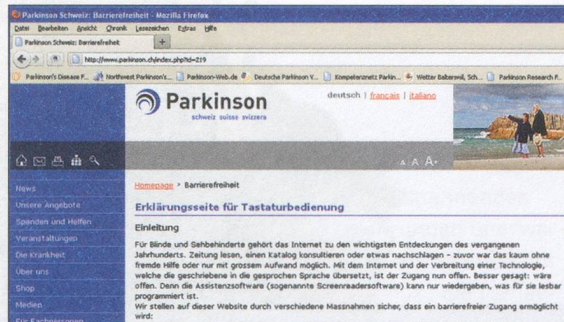 Parkinson Schweiz: Barrierefreiheit - Mozilla Firefox
Datei Bearbeiten Ansicht Chronik Lesezeichen Extras Hilfe
Parkinson Schweiz: Barrierefreiheit +
http://www.parkinson.ch/index.php?id=219
Parkinson's Disease F... Northwest Parkinson's... Parkinson-Web.de Deutsche Parkinson V... Kompetenznetz Parkin... Wetter Balterswil, Sch... Parkinson Research P...
Parkinson
schweiz suisse svizzera
deutsch | français | italiano
A A A+
Homepage > Barrierefreiheit
News
Unsere Angebote
Spenden und Helfen
Veranstaltungen
Die Krankheit
Über uns
Shop
Medien
Für Fachpersonen
Erklärungsseite für Tastaturbedienung
Einleitung
Für Blinde und Sehbehinderte gehört das Internet zu den wichtigsten Entdeckungen des vergangenen
Jahrhunderts. Zeitung lesen, einen Katalog konsultieren oder etwas nachschlagen - zuvor war das kaum ohne
fremde Hilfe oder nur mit grossem Aufwand möglich. Mit dem Internet und der Verbreitung einer Technologie,
welche die geschriebene in die gesprochen Sprache übersetzt, ist der Zugang nun offen. Besser gesagt: wäre
offen. Denn die Assistenzsoftware (sogenannte Screenreadersoftware) kann nur wiedergeben, was für sie lesbar
programmiert ist.
Wir stellen auf dieser Website durch verschiedene Massnahmen sicher, dass ein barrierefreier Zugang ermöglicht
wird: